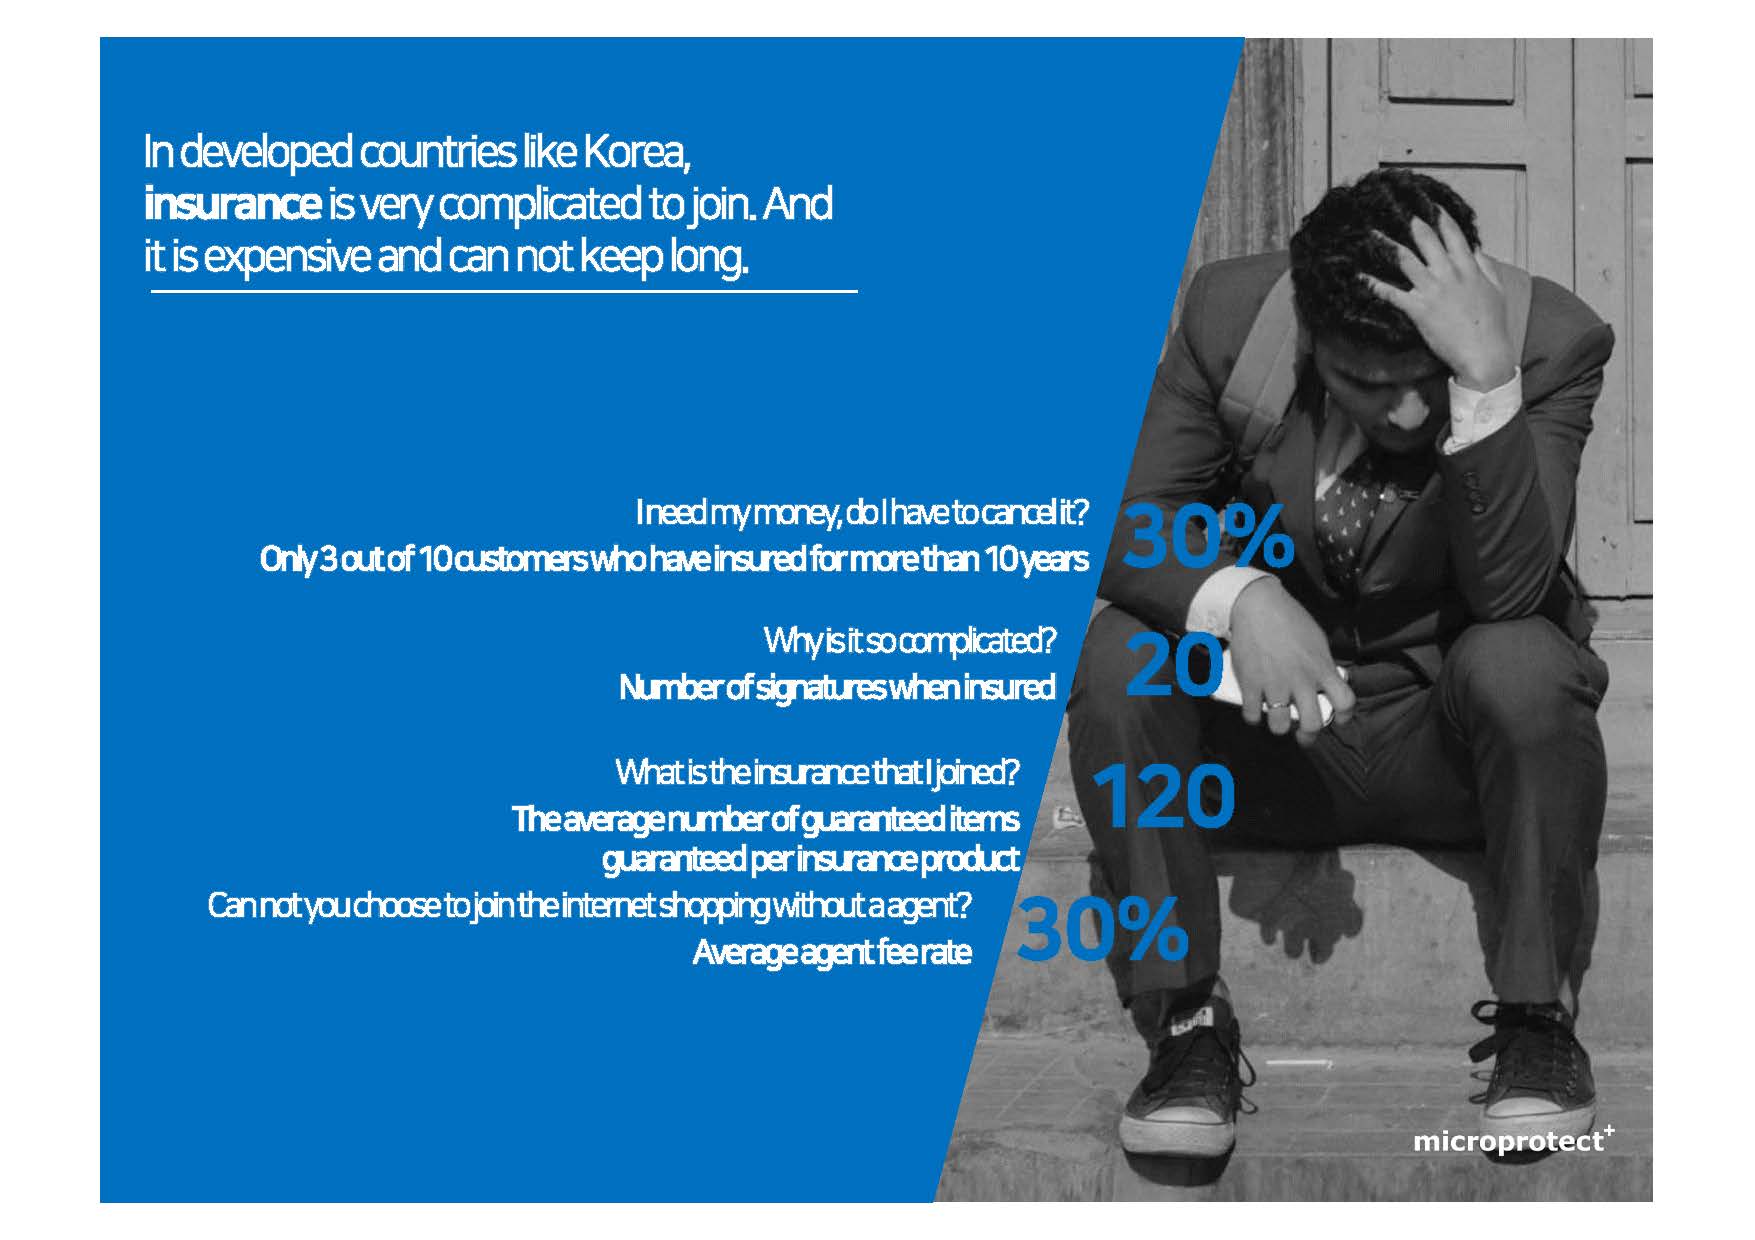 In developed countries like Korea,
insurance is very complicated to join. And
it is expensive and can not keep long.
I need my money, do I have to cancel it?
Only 3 out of 10 customers who have insured for more than 10 years
30%
Why is it so complicated?
Number of signatures when insured
20
What is the insurance that I joined?
The average number of guaranteed items
guaranteed per insurance product
120
Can not you choose to join the internet shopping without a agent?
Average agent fee rate
30%
microprotect+